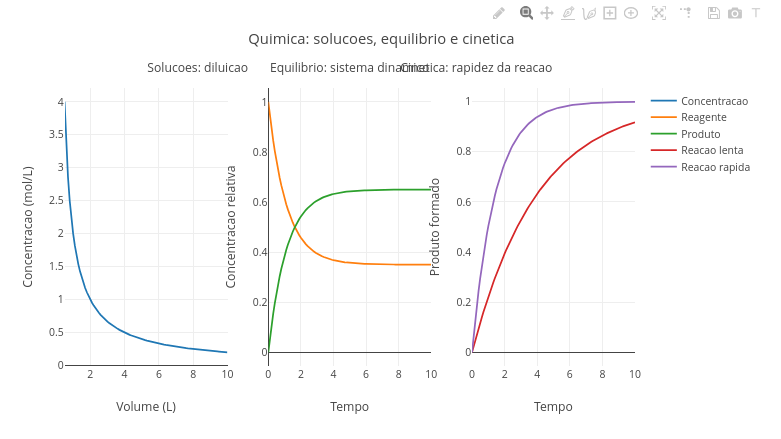 T
Quimica: solucoes, equilibrio e cinetica
Solucoes: diluicao
Equilibrio: sistema dinamico
Cinetica: rapidez da reacao
Concentracao (mol/L)
4
3.5
3
2.5
2
1.5
1
0.5
0
2
4
6
8
10
Volume (L)
Concentracao relativa
1
0.8
0.6
0.4
0.2
0
0
2
4
6
8
10
Tempo
Produto formado
1
0.8
0.6
0.4
0.2
0
0
2
4
6
8
10
Tempo
Concentracao
Reagente
Produto
Reacao lenta
Reacao rapida